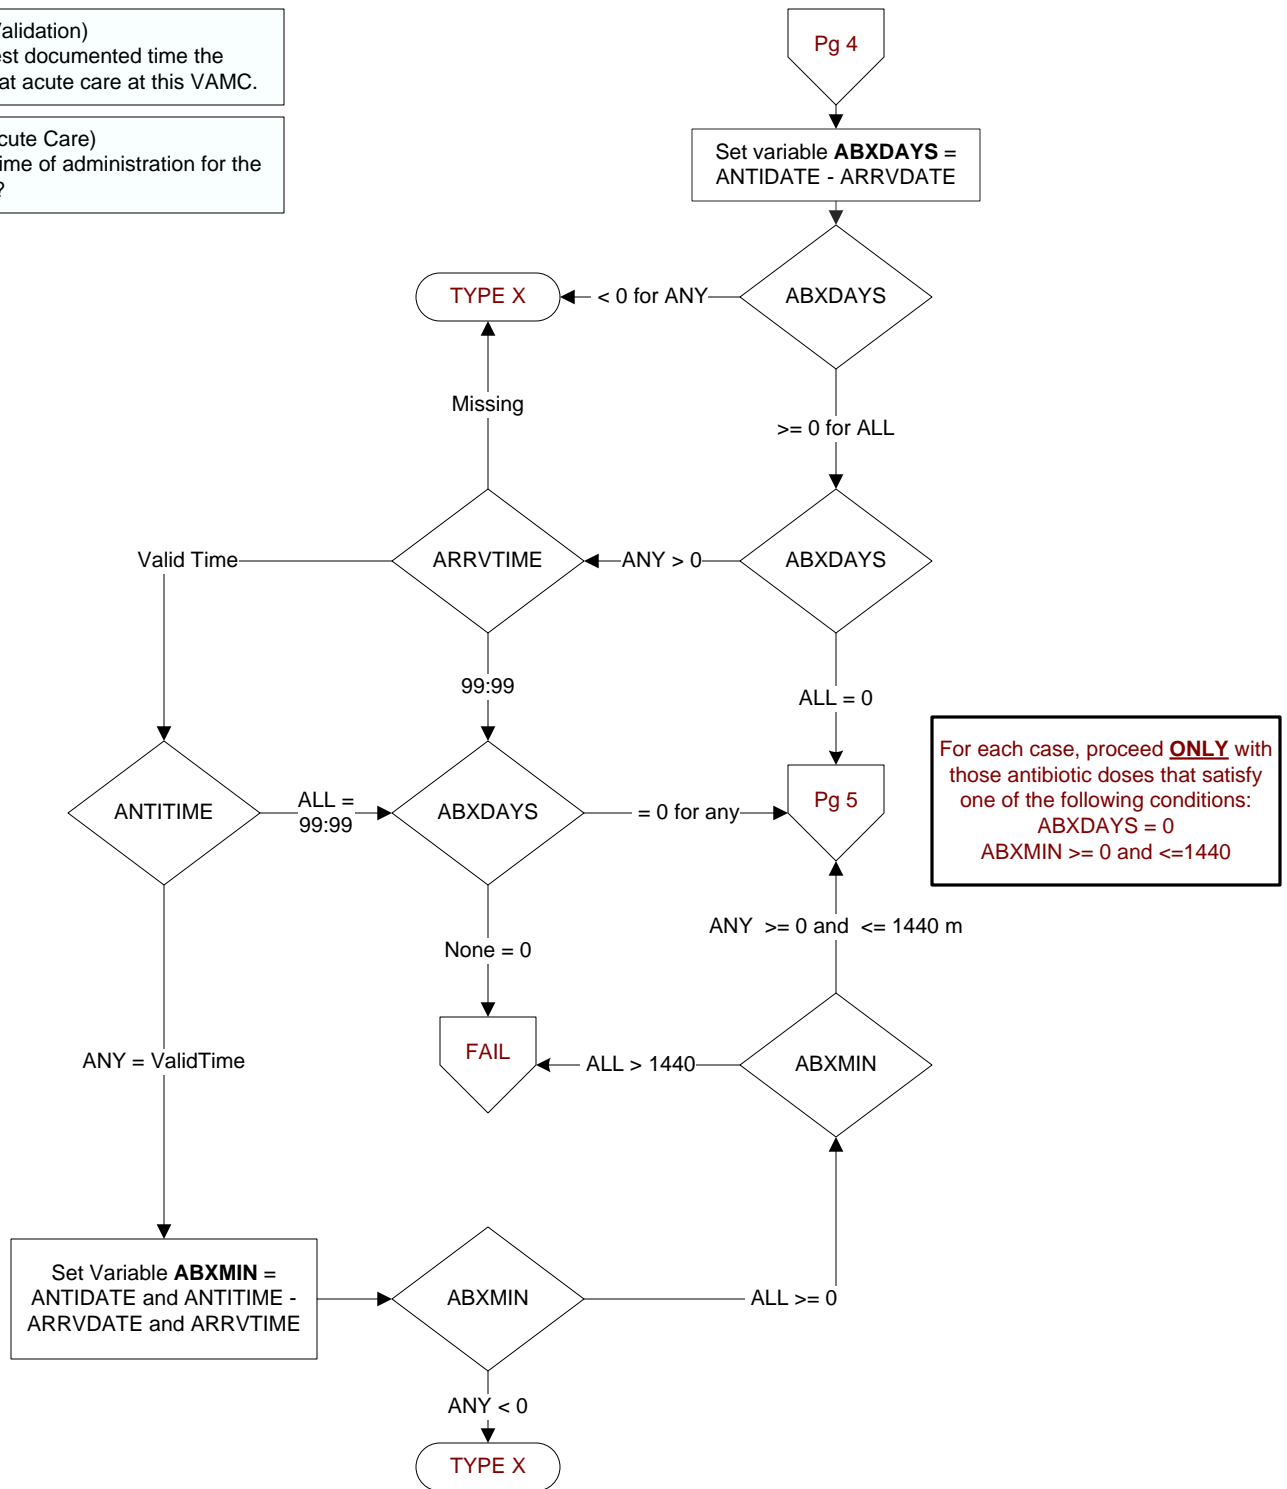 Validation)
est documented time the
at acute care at this VAMC.
cute Care)
ime of administration for the
?
Pg 4
Set variable ABXDAYS =
ANTIDATE - ARRVDATE
TYPE X
< 0 for ANY
ABXDAYS
Missing
>= 0 for ALL
Valid Time
ARRVTIME
ANY > 0
ABXDAYS
99:99
ALL = 0
For each case, proceed ONLY with
those antibiotic doses that satisfy
one of the following conditions:
ABXDAYS = 0
ABXMIN >= 0 and <=1440
ANTITIME
ALL =
99:99
ABXDAYS
= 0 for any
Pg 5
None = 0
ANY >= 0 and <= 1440 m
ANY = ValidTime
FAIL
ALL > 1440
ABXMIN
Set Variable ABXMIN =
ANTIDATE and ANTITIME -
ARRVDATE and ARRVTIME
ABXMIN
ALL >= 0
ANY < 0
TYPE X